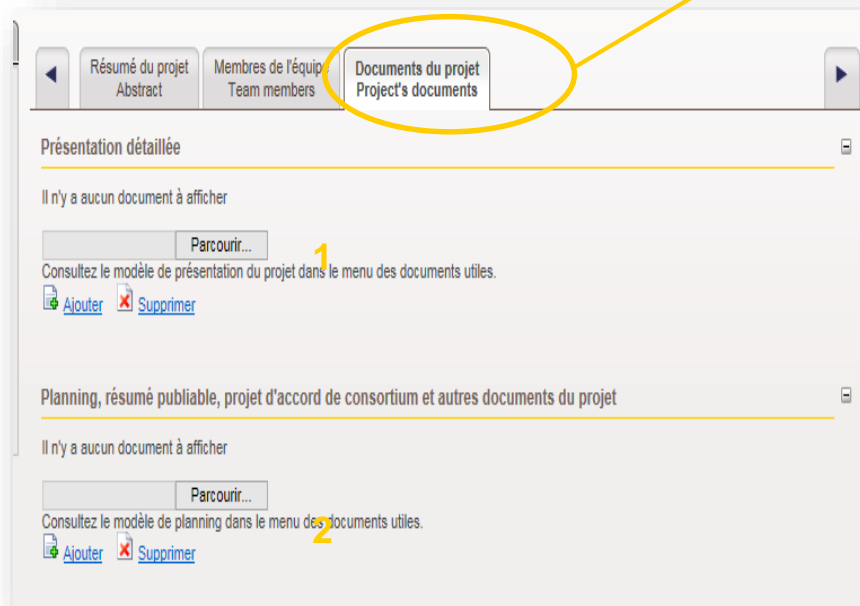 Résumé du projet
Abstract
Membres de l'équipe
Team members
Documents du projet
Project's documents
Présentation détaillée
Il n'y a aucun document à afficher
Parcourir...
1
Consultez le modèle de présentation du projet dans le menu des documents utiles.
Ajouter Supprimer
Planning, résumé publiable, projet d'accord de consortium et autres documents du projet
Il n'y a aucun document à afficher
Parcourir...
Consultez le modèle de planning dans le menu des documents utiles.
2
Ajouter Supprimer